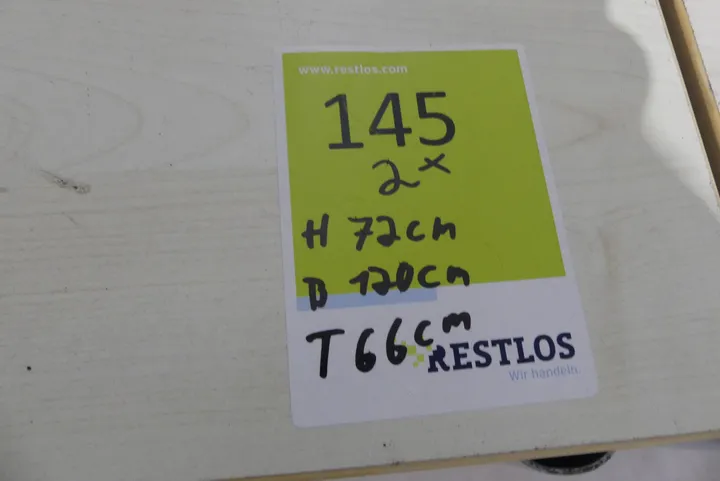 www.restlos.com
145
2x
H 72cm
B 120cm
T 66cm
RESTLOS
Wir handeln